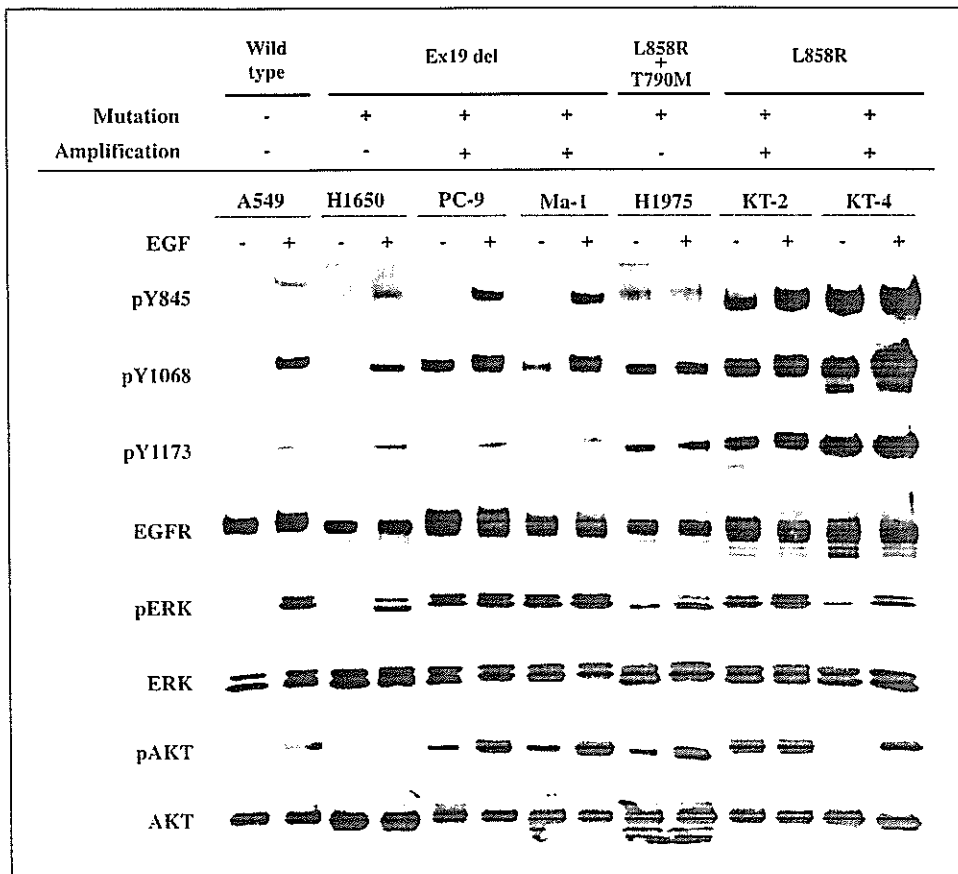 Wild type
Ex19 del
L858R + T790M
L858R
Mutation - + + + + + +
Amplification - - + + - + +
A549 H1650 PC-9 Ma-1 H1975 KT-2 KT-4
EGF - + - + - + - + - + - + - +
pY845
pY1068
pY1173
EGFR
pERK
ERK
pAKT
AKT